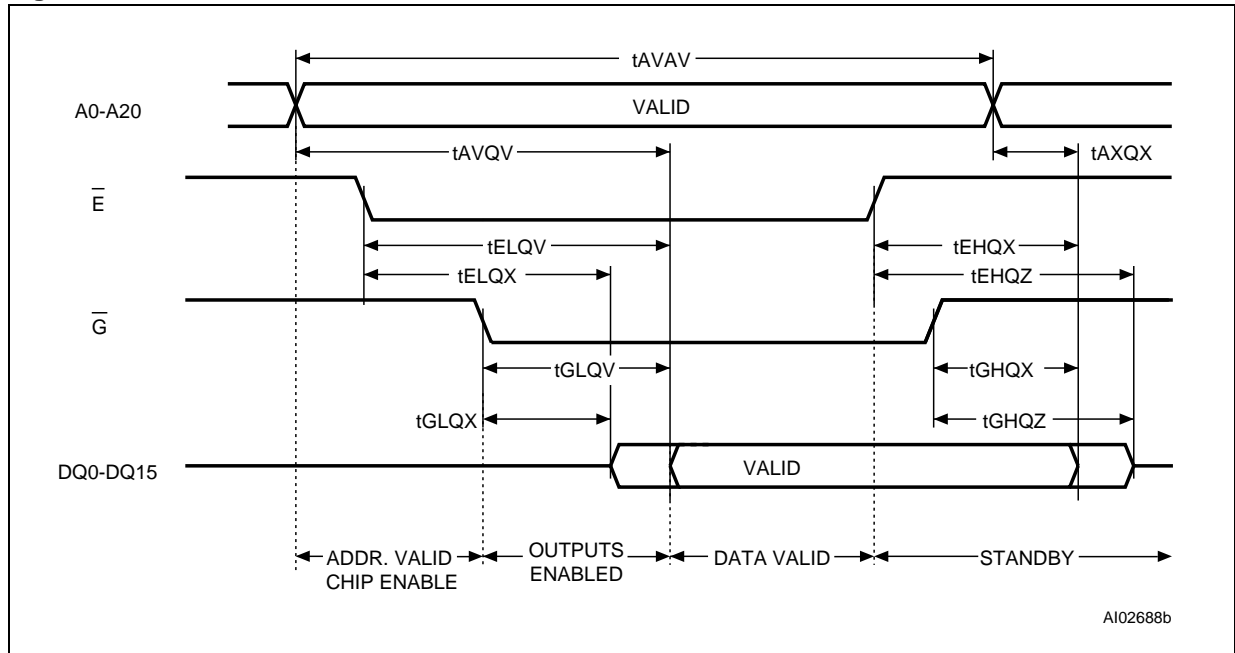 tAVAV
A0-A20
VALID
tAVQV
tAXQX
E
tELQV
tEHQX
tELQX
tEHQZ
G
tGLQV
tGHQX
tGLQX
tGHQZ
DQ0-DQ15
VALID
ADDR. VALID
CHIP ENABLE
OUTPUTS
ENABLED
DATA VALID
STANDBY
AI02688b